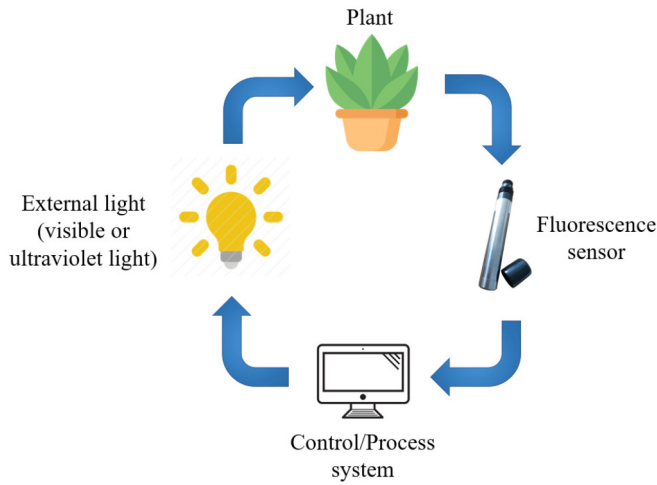 Plant
External light
(visible or
ultraviolet light)
Fluorescence
sensor
Control/Process
system